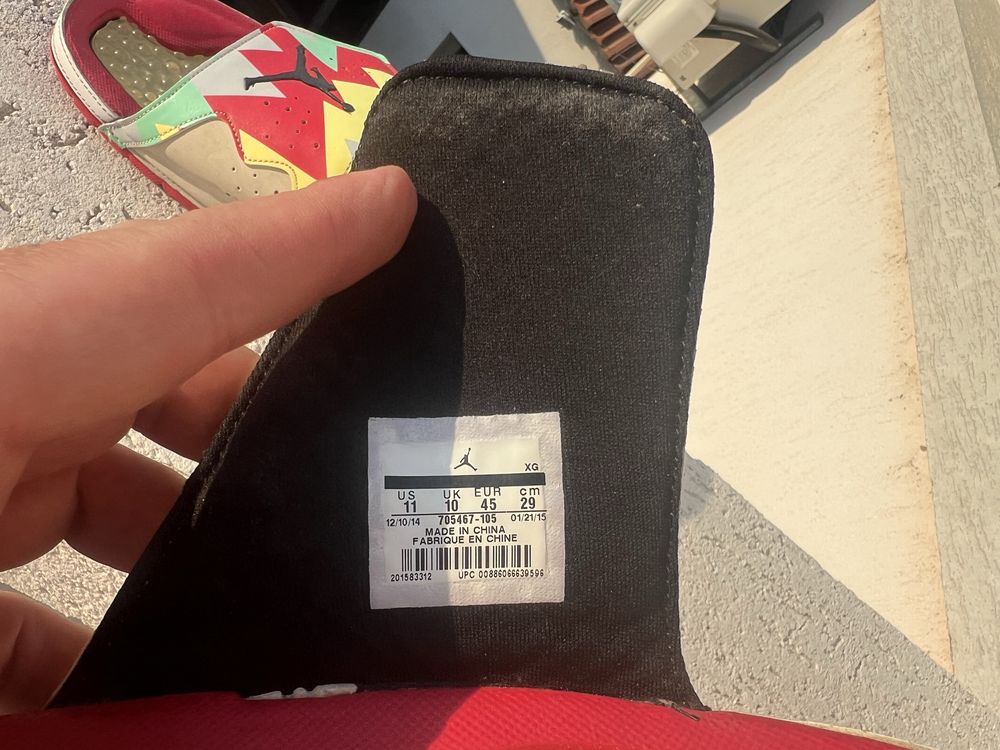 XG
US UK EUR cm
11 10 45 29
12/10/14 705467-105 01/21/15
MADE IN CHINA
FABRIQUE EN CHINE
201583312 UPC 00886066639596